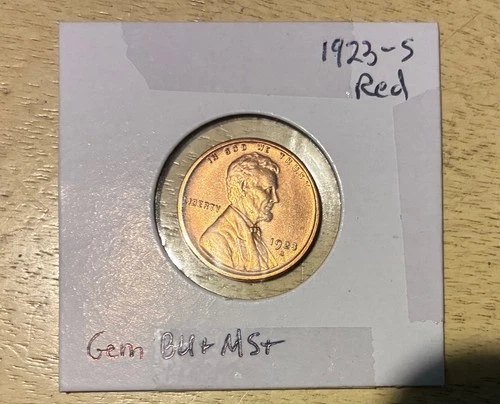 1923-S
Red
IN GOD WE TRUST
LIBERTY
1923
S
Gem BU+ MS+